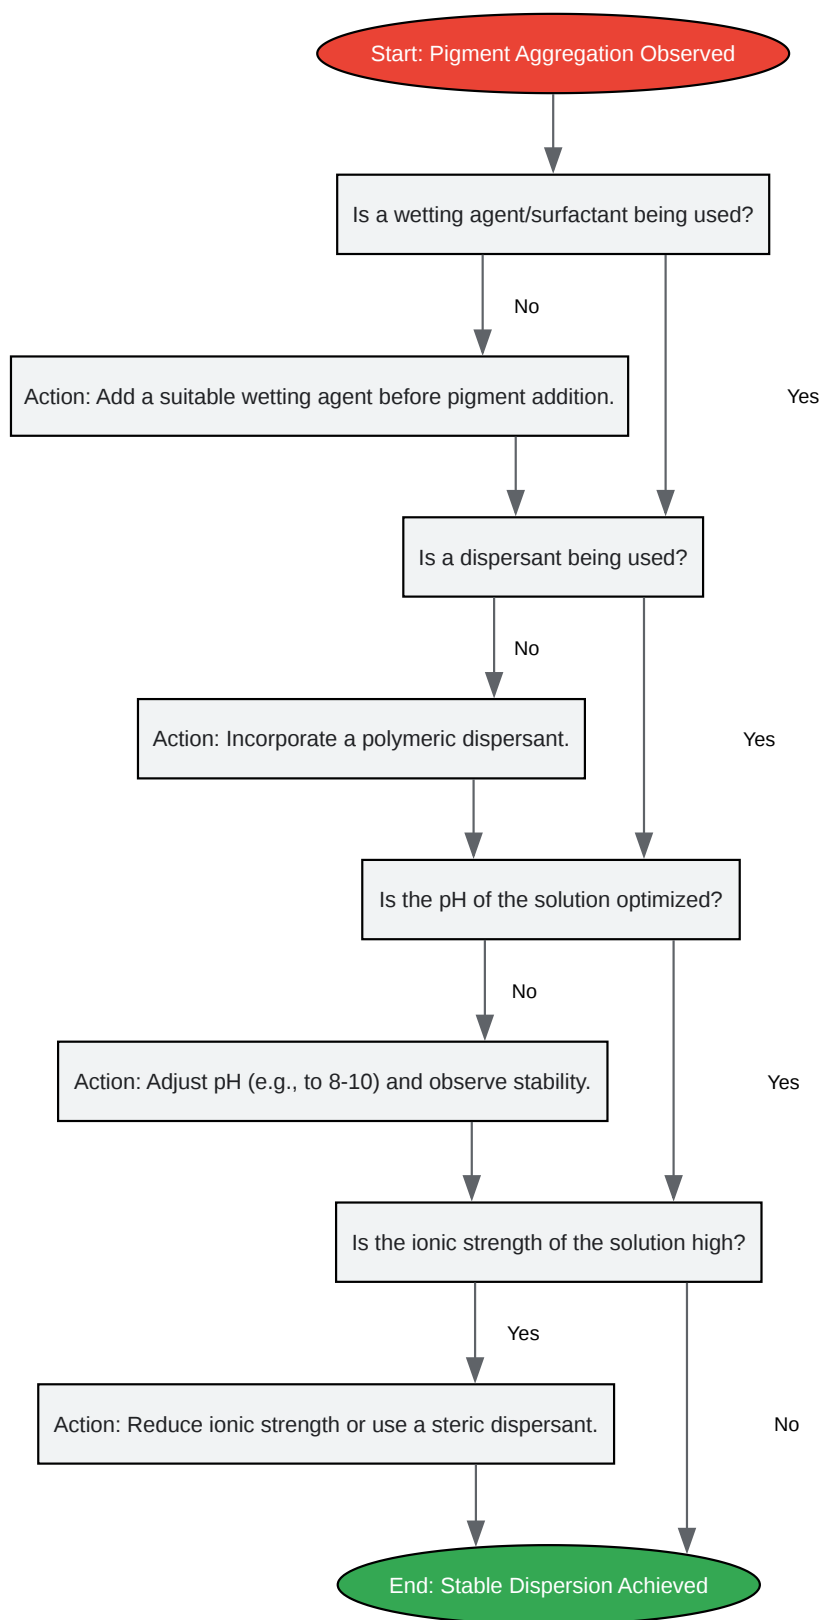 Start: Pigment Aggregation Observed
Is a wetting agent/surfactant being used?
No
Action: Add a suitable wetting agent before pigment addition.
Yes
Is a dispersant being used?
No
Action: Incorporate a polymeric dispersant.
Yes
Is the pH of the solution optimized?
No
Action: Adjust pH (e.g., to 8-10) and observe stability.
Yes
Is the ionic strength of the solution high?
Yes
Action: Reduce ionic strength or use a steric dispersant.
No
End: Stable Dispersion Achieved